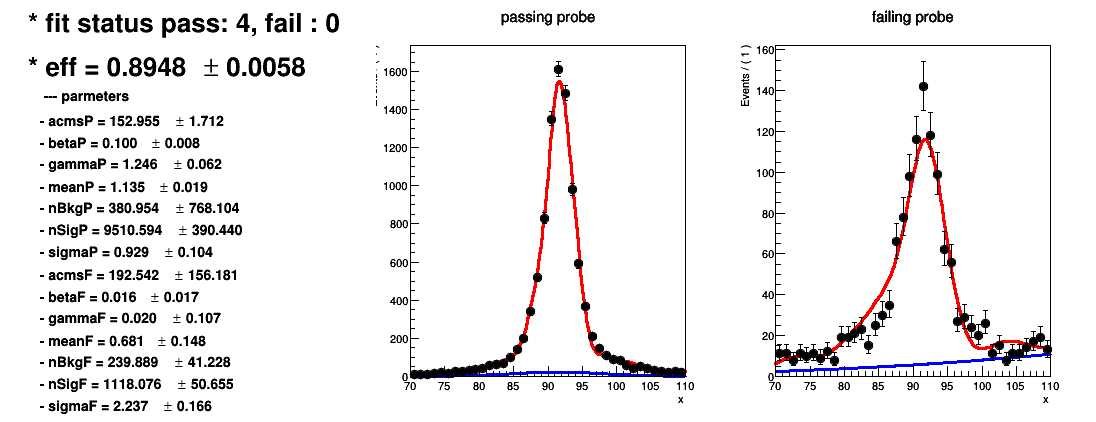 * fit status pass: 4, fail : 0
* eff = 0.8948 ± 0.0058
--- parmeters
- acmsP = 152.955 ± 1.712
- betaP = 0.100 ± 0.008
- gammaP = 1.246 ± 0.062
- meanP = 1.135 ± 0.019
- nBkgP = 380.954 ± 768.104
- nSigP = 9510.594 ± 390.440
- sigmaP = 0.929 ± 0.104
- acmsF = 192.542 ± 156.181
- betaF = 0.016 ± 0.017
- gammaF = 0.020 ± 0.107
- meanF = 0.681 ± 0.148
- nBkgF = 239.889 ± 41.228
- nSigF = 1118.076 ± 50.655
- sigmaF = 2.237 ± 0.166
passing probe
1600
1400
1200
1000
800
600
400
200
0
70 75 80 85 90 95 100 105 110
x
failing probe
Events / ( 1 )
160
140
120
100
80
60
40
20
0
70 75 80 85 90 95 100 105 110
x